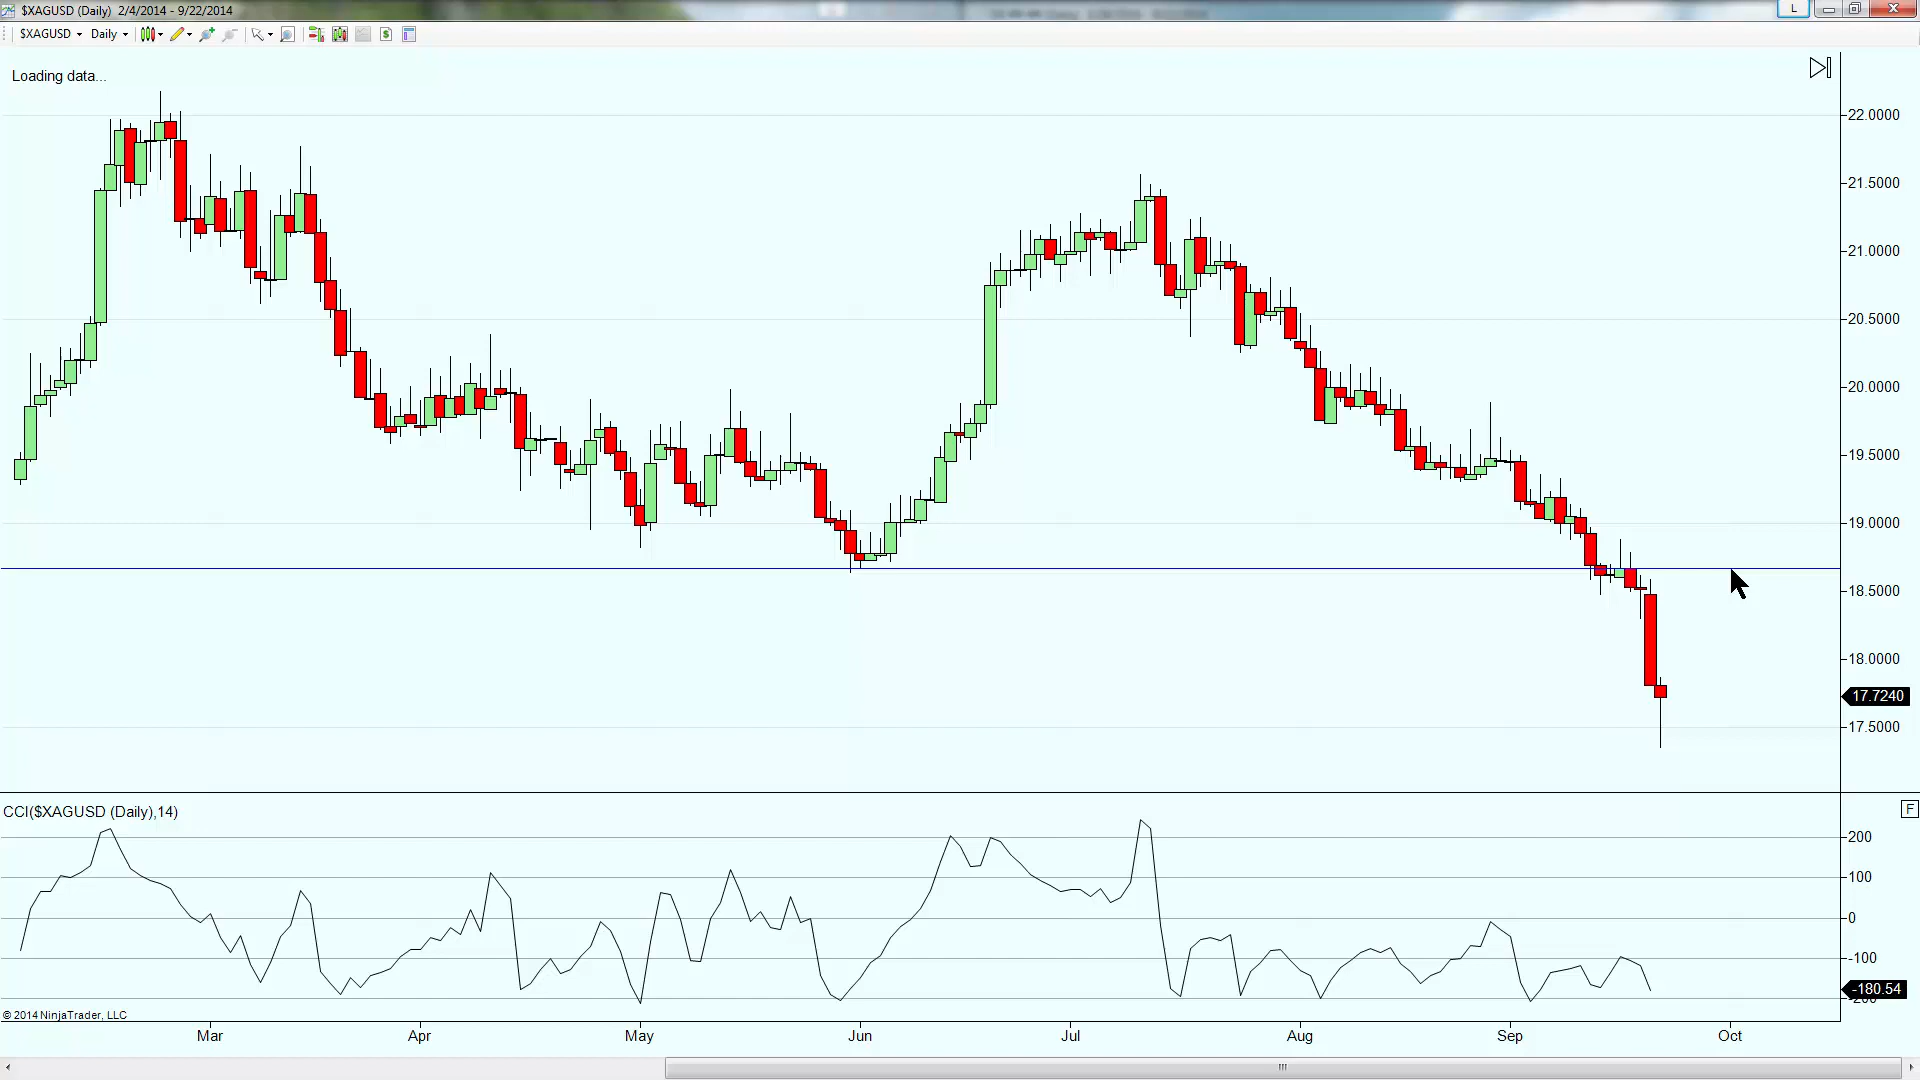 $XAGUSD (Daily) 2/4/2014 - 9/22/2014
L
$XAGUSD Daily
Loading data...
22.0000
21.5000
21.0000
20.5000
20.0000
19.5000
19.0000
18.5000
18.0000
17.7240
17.5000
CCI($XAGUSD (Daily),14)
F
200
100
0
-100
-180.54
© 2014 NinjaTrader, LLC
Mar Apr May Jun Jul Aug Sep Oct